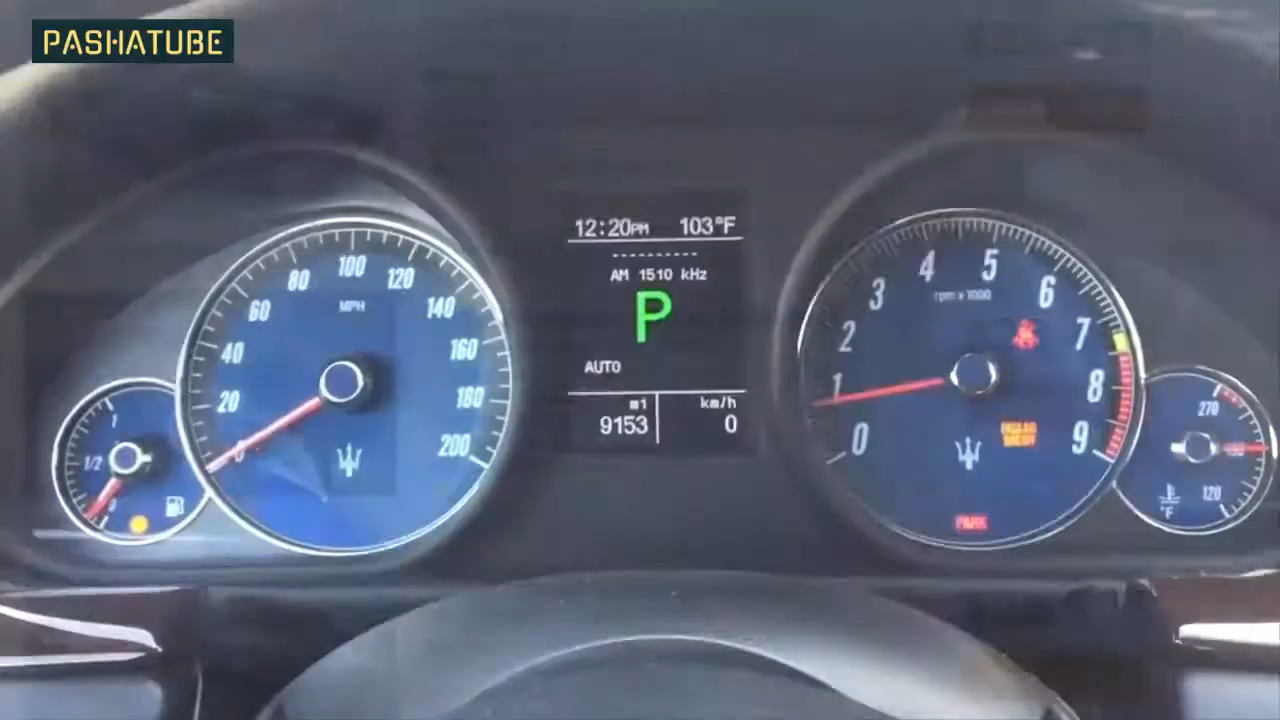 PASHATUBE
12:20PM 103°F
AM 1510 kHz
P
AUTO
mi km/h
9153 0
0 20 40 60 80 100 120 140 160 180 200
MPH
0 1 2 3 4 5 6 7 8 9
rpm x 1000
PARK
1/2
1
270
120
°F